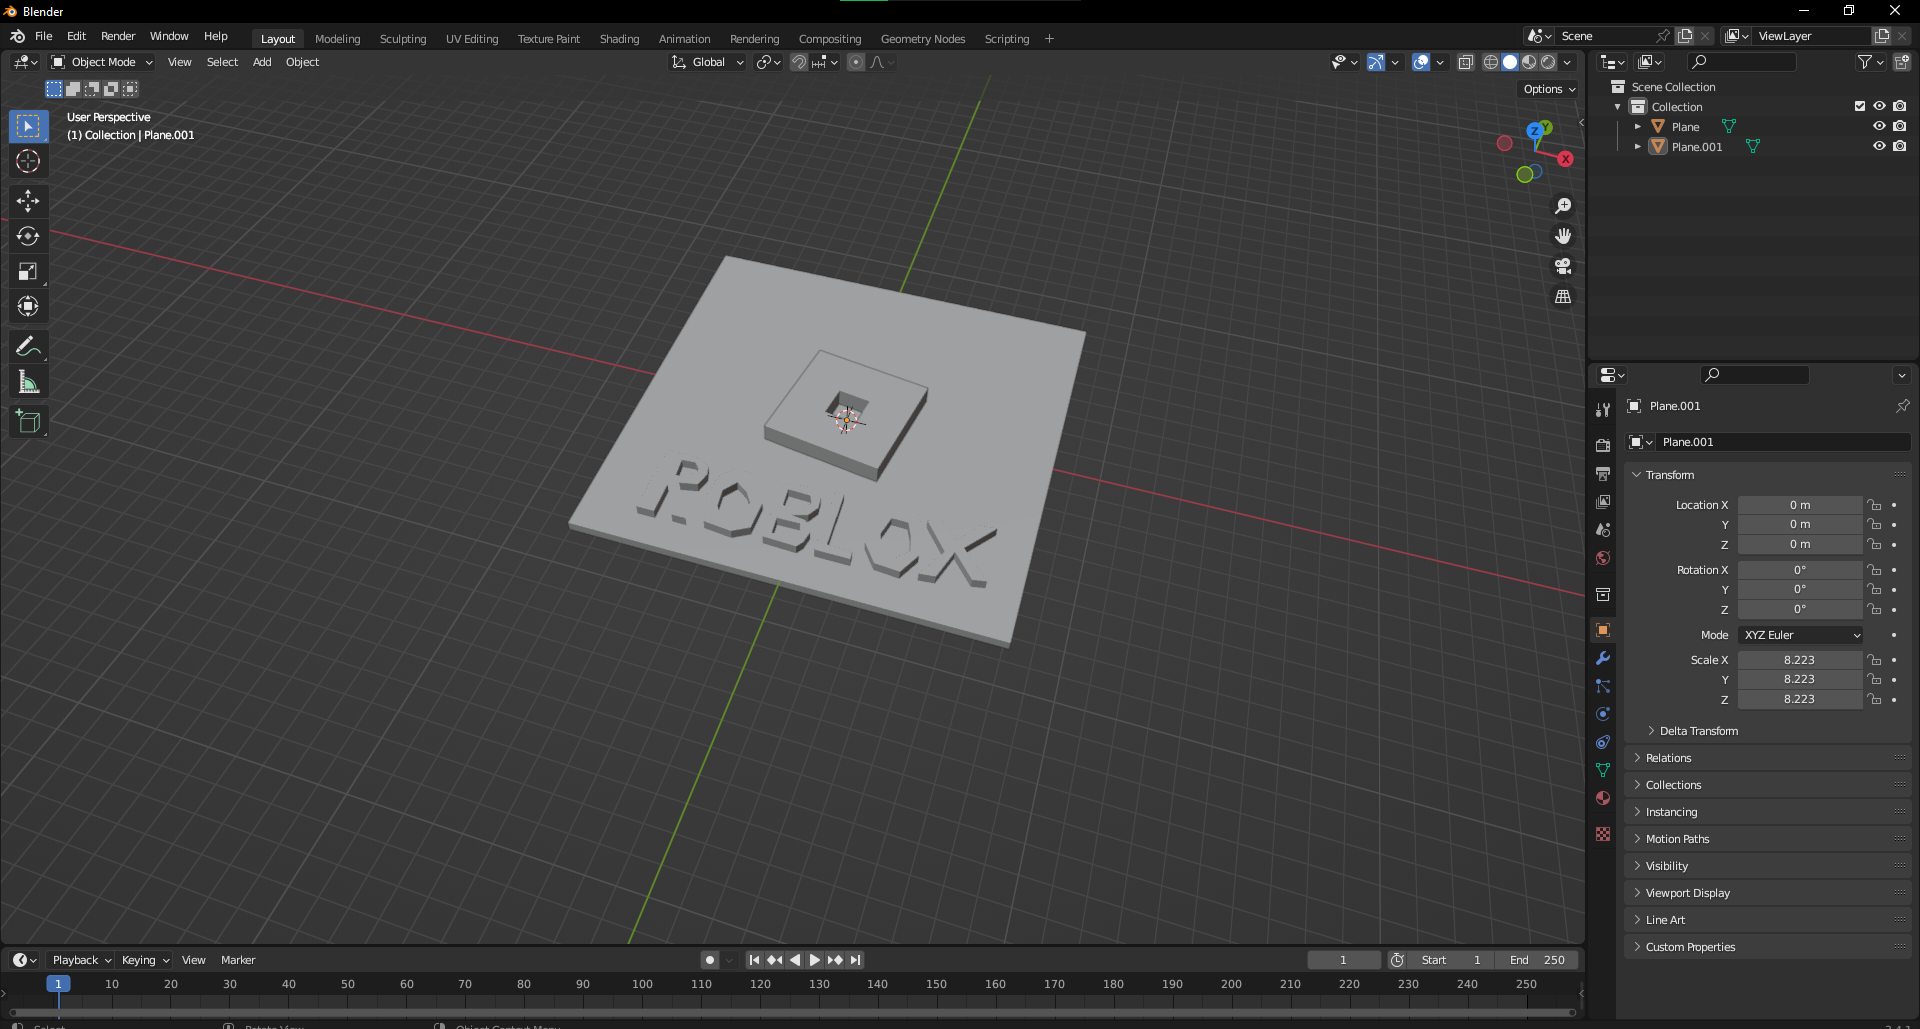 Blender
File Edit Render Window Help Layout Modeling Sculpting UV Editing Texture Paint Shading Animation Rendering Compositing Geometry Nodes Scripting + Scene ViewLayer
Object Mode View Select Add Object Global
Options
User Perspective
(1) Collection | Plane.001
Z Y
X
ROBLOX
Scene Collection
Collection
Plane
Plane.001
Plane.001
Plane.001
Transform
Location X 0 m
Y 0 m
Z 0 m
Rotation X 0°
Y 0°
Z 0°
Mode XYZ Euler
Scale X 8.223
Y 8.223
Z 8.223
Delta Transform
Relations
Collections
Instancing
Motion Paths
Visibility
Viewport Display
Line Art
Custom Properties
Playback Keying View Marker 1 Start 1 End 250
1 10 20 30 40 50 60 70 80 90 100 110 120 130 140 150 160 170 180 190 200 210 220 230 240 250